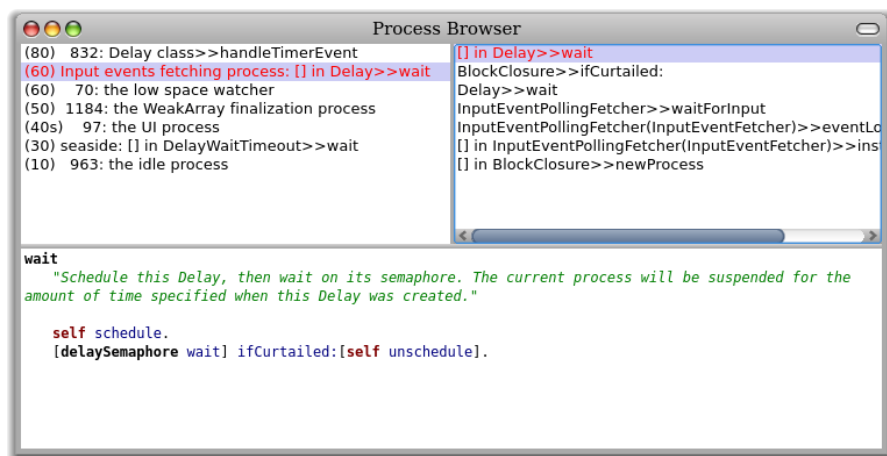 Process Browser
(80) 832: Delay class>>handleTimerEvent
(60) Input events fetching process: [] in Delay>>wait
(60) 70: the low space watcher
(50) 1184: the WeakArray finalization process
(40s) 97: the UI process
(30) seaside: [] in DelayWaitTimeout>>wait
(10) 963: the idle process
[] in Delay>>wait
BlockClosure>>ifCurtailed:
Delay>>wait
InputEventPollingFetcher>>waitForInput
InputEventPollingFetcher(InputEventFetcher)>>eventLo
[] in InputEventPollingFetcher(InputEventFetcher)>>inst
[] in BlockClosure>>newProcess
wait
"Schedule this Delay, then wait on its semaphore. The current process will be suspended for the
amount of time specified when this Delay was created."
self schedule.
[delaySemaphore wait] ifCurtailed:[self unschedule].